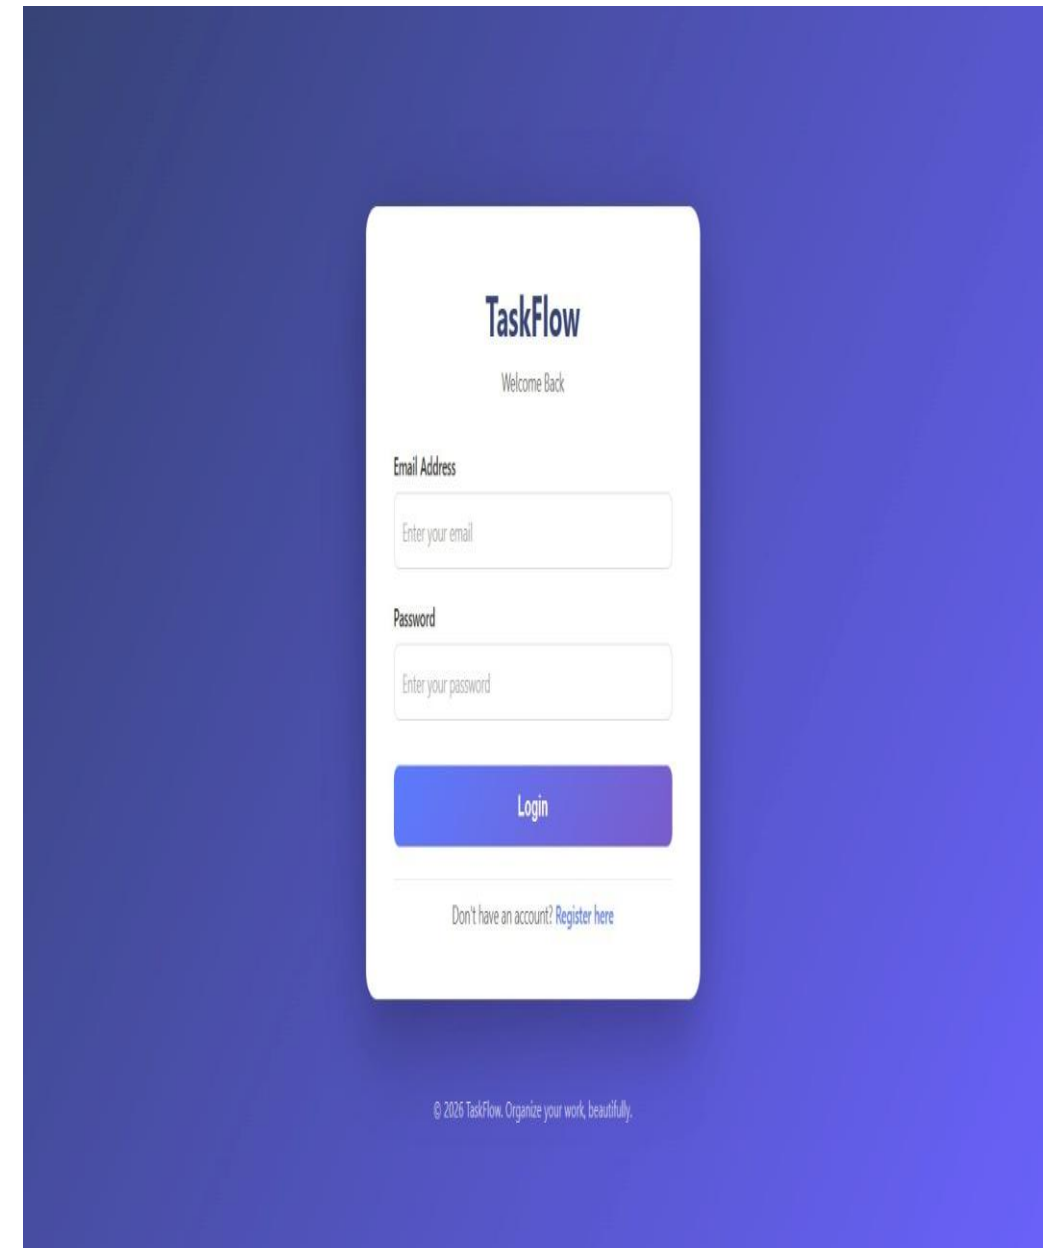 TaskFlow
Welcome Back
Email Address
Enter your email
Password
Enter your password
Login
Don't have an account? Register here
© 2026 TaskFlow. Organize your work, beautifully.